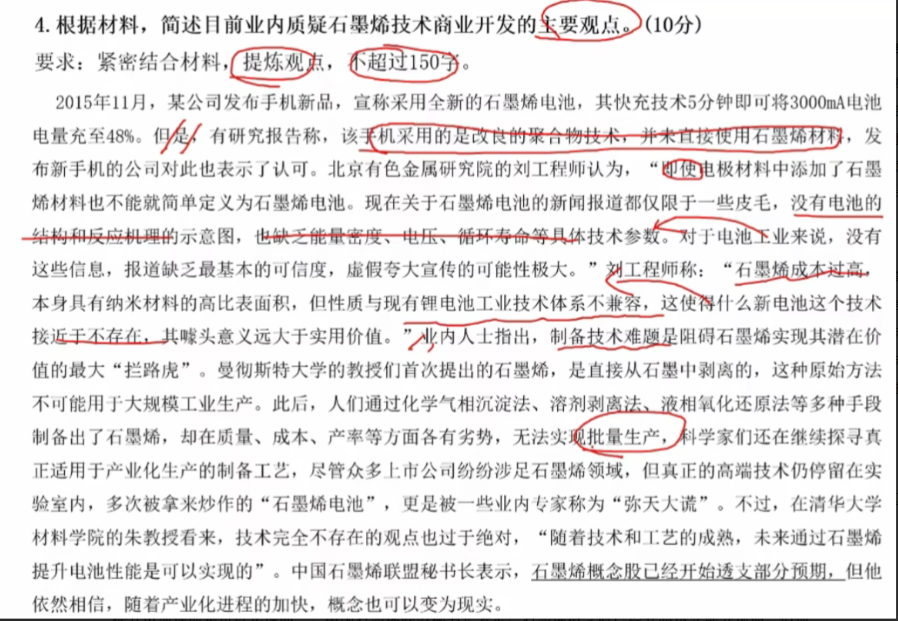 4.根据材料，简述目前业内质疑石墨烯技术商业开发的主要观点。(10分)
要求：紧密结合材料，提炼观点，不超过150字。
2015年11月，某公司发布手机新品，宣称采用全新的石墨烯电池，其快充技术5分钟即可将3000mA电池
电量充至48%。但是，有研究报告称，该手机采用的是改良的聚合物技术，并未直接使用石墨烯材料，发
布新手机的公司对此也表示了认可。北京有色金属研究院的刘工程师认为，“即使电极材料中添加了石墨
烯材料也不能就简单定义为石墨烯电池。现在关于石墨烯电池的新闻报道都仅限于一些皮毛，没有电池的
结构和反应机理的示意图，也缺乏能量密度、电压、循环寿命等具体技术参数。对于电池工业来说，没有
这些信息，报道缺乏最基本的可信度，虚假夸大宣传的可能性极大。”刘工程师称：“石墨烯成本过高，
本身具有纳米材料的高比表面积，但性质与现有锂电池工业技术体系不兼容，这使得什么新电池这个技术
接近于不存在，其噱头意义远大于实用价值。”业内人士指出，制备技术难题是阻碍石墨烯实现其潜在价
值的最大“拦路虎”。曼彻斯特大学的教授们首次提出的石墨烯，是直接从石墨中剥离的，这种原始方法
不可能用于大规模工业生产。此后，人们通过化学气相沉淀法、溶剂剥离法、液相氧化还原法等多种手段
制备出了石墨烯，却在质量、成本、产率等方面各有劣势，无法实现批量生产，科学家们还在继续探寻真
正适用于产业化生产的制备工艺，尽管众多上市公司纷纷涉足石墨烯领域，但真正的高端技术仍停留在实
验室内，多次被拿来炒作的“石墨烯电池”，更是被一些业内专家称为“弥天大谎”。不过，在清华大学
材料学院的朱教授看来，技术完全不存在的观点也过于绝对，“随着技术和工艺的成熟，未来通过石墨烯
提升电池性能是可以实现的”。中国石墨烯联盟秘书长表示，石墨烯概念股已经开始透支部分预期，但他
依然相信，随着产业化进程的加快，概念也可以变为现实。